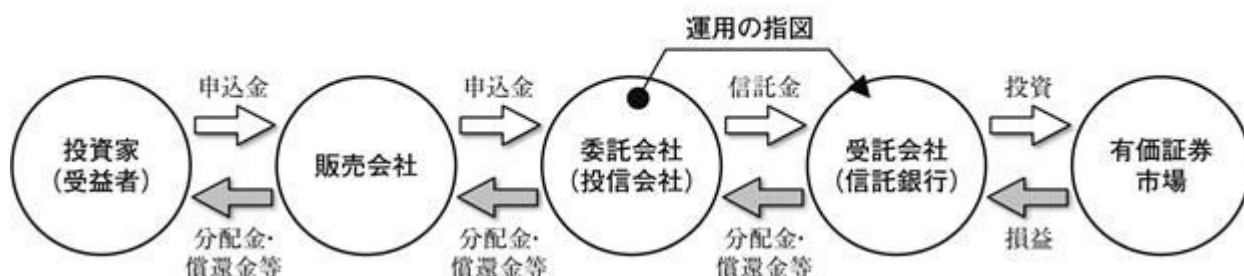 運用の指図
申込金
申込金
信託金
投資
投資家
（受益者）
販売会社
委託会社
（投信会社）
受託会社
（信託銀行）
有価証券
市場
分配金・
償還金等
分配金・
償還金等
分配金・
償還金等
損益